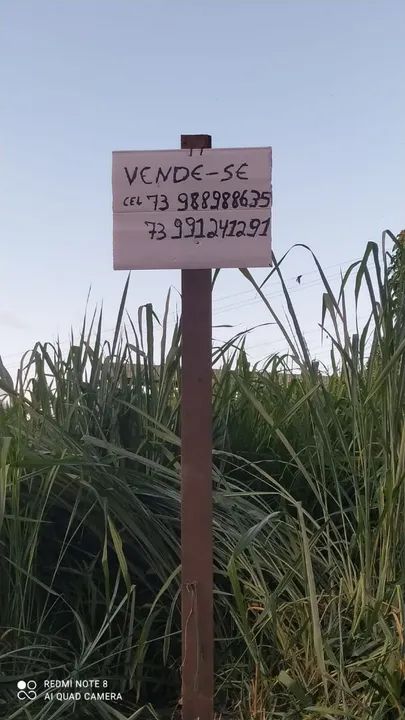 VENDE-SE
CEL 73 988988635
73 991241291
REDMI NOTE 8
AI QUAD CAMERA